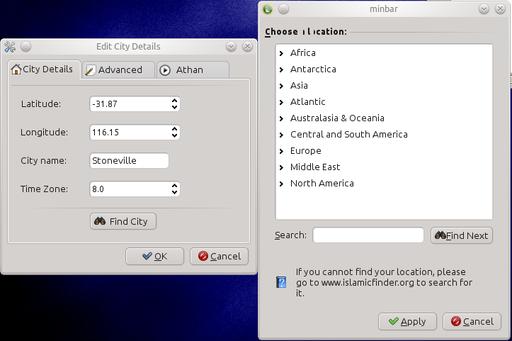 Edit City Details
City Details Advanced Athan
Latitude: -31.87
Longitude: 116.15
City name: Stoneville
Time Zone: 8.0
Find City
OK Cancel
minbar
Choose location:
Africa
Antarctica
Asia
Atlantic
Australasia & Oceania
Central and South America
Europe
Middle East
North America
Search: Find Next
If you cannot find your location, please
go to www.islamicfinder.org to search for
it.
Apply Cancel